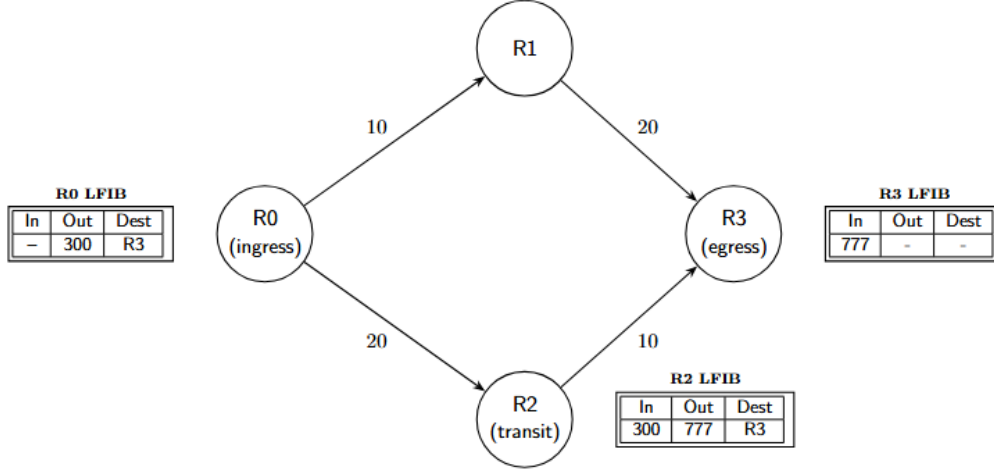 R1
10
20
R0 LFIB
In Out Dest
– 300 R3
R0
(ingress)
R3
(egress)
R3 LFIB
In Out Dest
777 - -
20
10
R2
(transit)
R2 LFIB
In Out Dest
300 777 R3